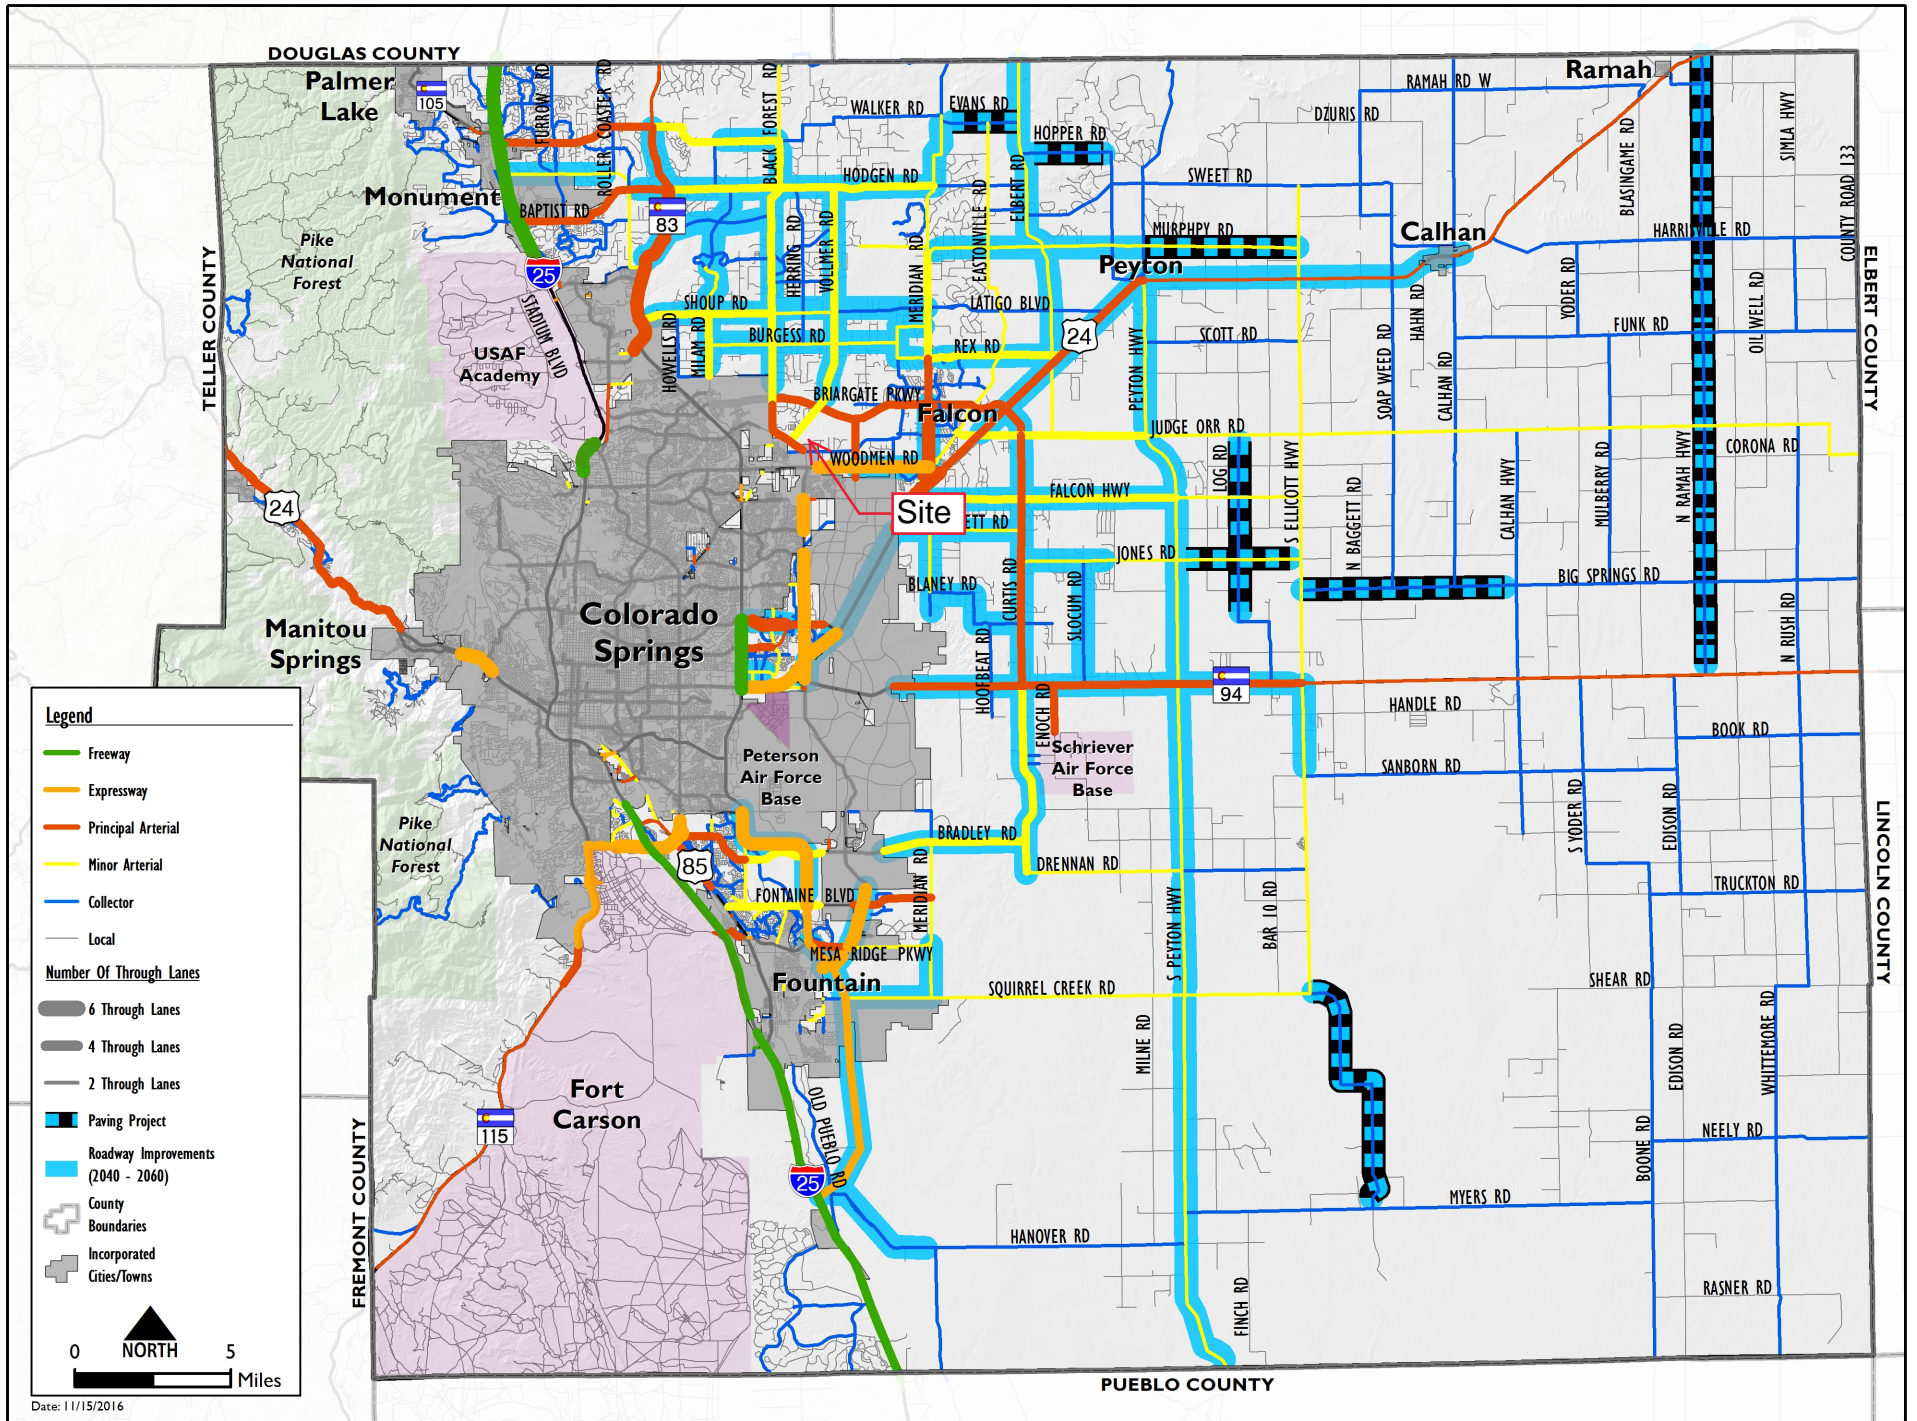 DOUGLAS COUNTY
Palmer
Lake
105
FURROW RD
ROLLER COASTER RD
BLACK FOREST RD
WALKER RD
EVANS RD
HOPPER RD
DZURIS RD
RAMAH RD W
Ramah
BLASINGAME RD
SIMLA HWY
COUNTY ROAD 133
Monument
BAPTIST RD
83
HODGEN RD
EASTONVILLE RD
ELBERT RD
SWEET RD
MURPHPY RD
Calhan
HARRISVILLE RD
Pike
National
Forest
25
STADIUM BLVD
HERRING RD
VOLLMER RD
MERIDIAN RD
Peyton
YODER RD
OIL WELL RD
ELBERT COUNTY
TELLER COUNTY
USAF
Academy
SHOUP RD
HOWELLS RD
MILAM RD
BURGESS RD
LATIGO BLVD
REX RD
24
PEYTON HWY
SCOTT RD
SOAP WEED RD
HAHN RD
CALHAN RD
FUNK RD
BRIARGATE PKWY
Falcon
JUDGE ORR RD
WOODMEN RD
LOG RD
S ELLICOTT HWY
N BAGGETT RD
CALHAN HWY
MULBERRY RD
N RAMAH HWY
CORONA RD
24
Site
FALCON HWY
ETT RD
JONES RD
BLANEY RD
CURTIS RD
SLOCUM RD
BIG SPRINGS RD
N RUSH RD
Colorado
Springs
Manitou
Springs
HOOFBEAT RD
ENOCH RD
94
HANDLE RD
BOOK RD
Peterson
Air Force
Base
Schriever
Air Force
Base
SANBORN RD
S YODER RD
EDISON RD
LINCOLN COUNTY
Pike
National
Forest
85
BRADLEY RD
DRENNAN RD
FONTAINE BLVD
MERIDIAN RD
TRUCKTON RD
MESA RIDGE PKWY
Fountain
S PEYTON HWY
BAR 10 RD
SQUIRREL CREEK RD
SHEAR RD
MILNE RD
EDISON RD
WHITTEMORE RD
Fort
Carson
115
OLD PUEBLO RD
25
BOONE RD
NEELY RD
MYERS RD
FREMONT COUNTY
HANOVER RD
FINCH RD
RASNER RD
PUEBLO COUNTY
Legend
Freeway
Expressway
Principal Arterial
Minor Arterial
Collector
Local
Number Of Through Lanes
6 Through Lanes
4 Through Lanes
2 Through Lanes
Paving Project
Roadway Improvements
(2040 - 2060)
County
Boundaries
Incorporated
Cities/Towns
NORTH
0 5
Miles
Date: 11/15/2016